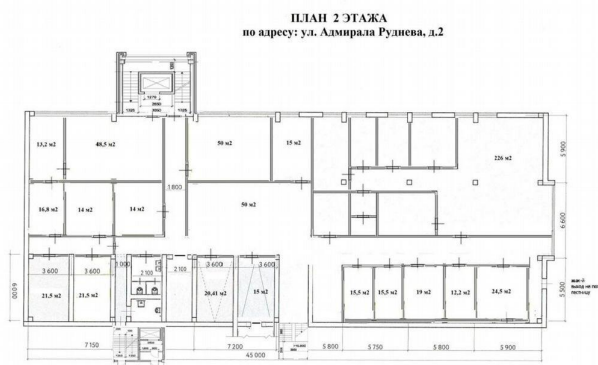 ПЛАН 2 ЭТАЖА
по адресу: ул. Адмирала Руднева, д.2
13,2 м2
48,5 м2
50 м2
15 м2
226 м2
5 900
1800
16,8 м2
14 м2
14 м2
50 м2
6 600
3 600
3 600
1 000
2 100
2 100
3 600
3 600
6000
21,5 м2
21,5 м2
20,41 м2
15 м2
15,5 м2
15,5 м2
19 м2
12,2 м2
24,5 м2
5 500
7 150
7 200
5 800
5 800
5 800
5 900
45 000